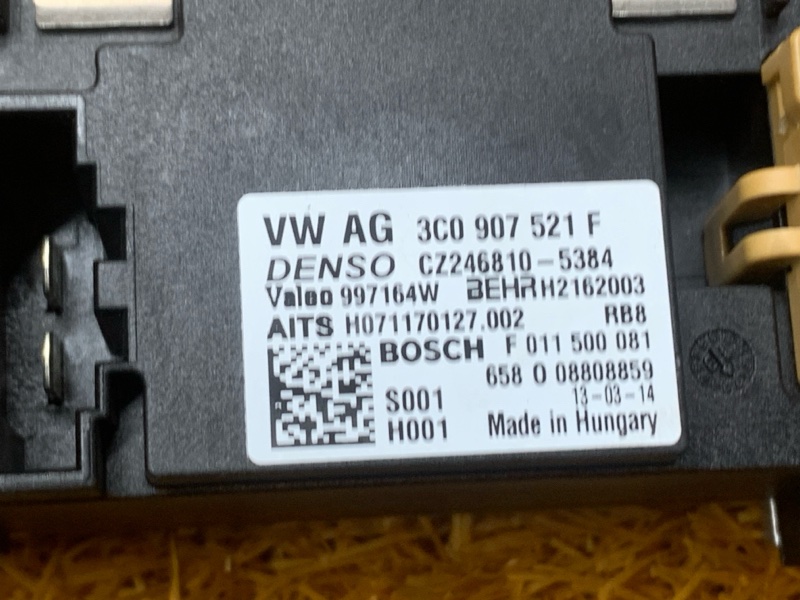 VW AG 3C0 907 521 F
DENSO CZ246810-5384
Valeo 997164W BEHR H2162003
AITS H071170127.002 RB8
BOSCH F 011 500 081
658 0 08808859
S001 13-03-14
H001 Made in Hungary